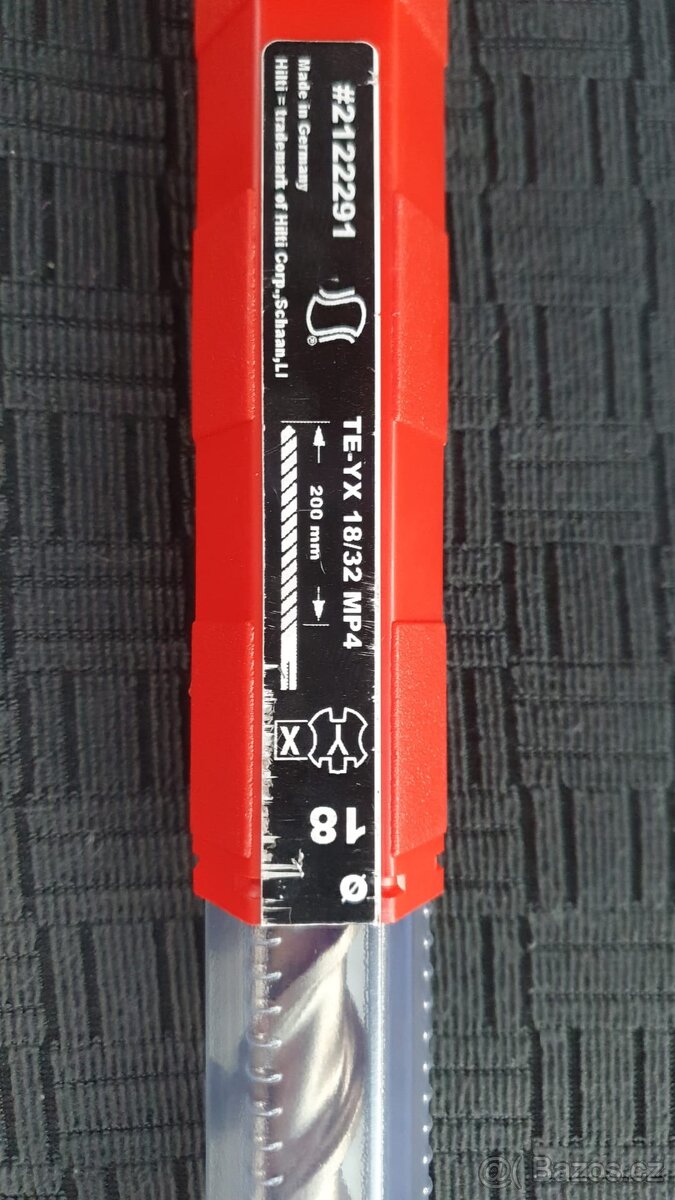 #2122291
Made in Germany
Hilti = trademark of Hilti Corp.,Schaan,LI
®
TE-YX 18/32 MP4
200 mm
Y
X
18
Ø
Bazos.cz